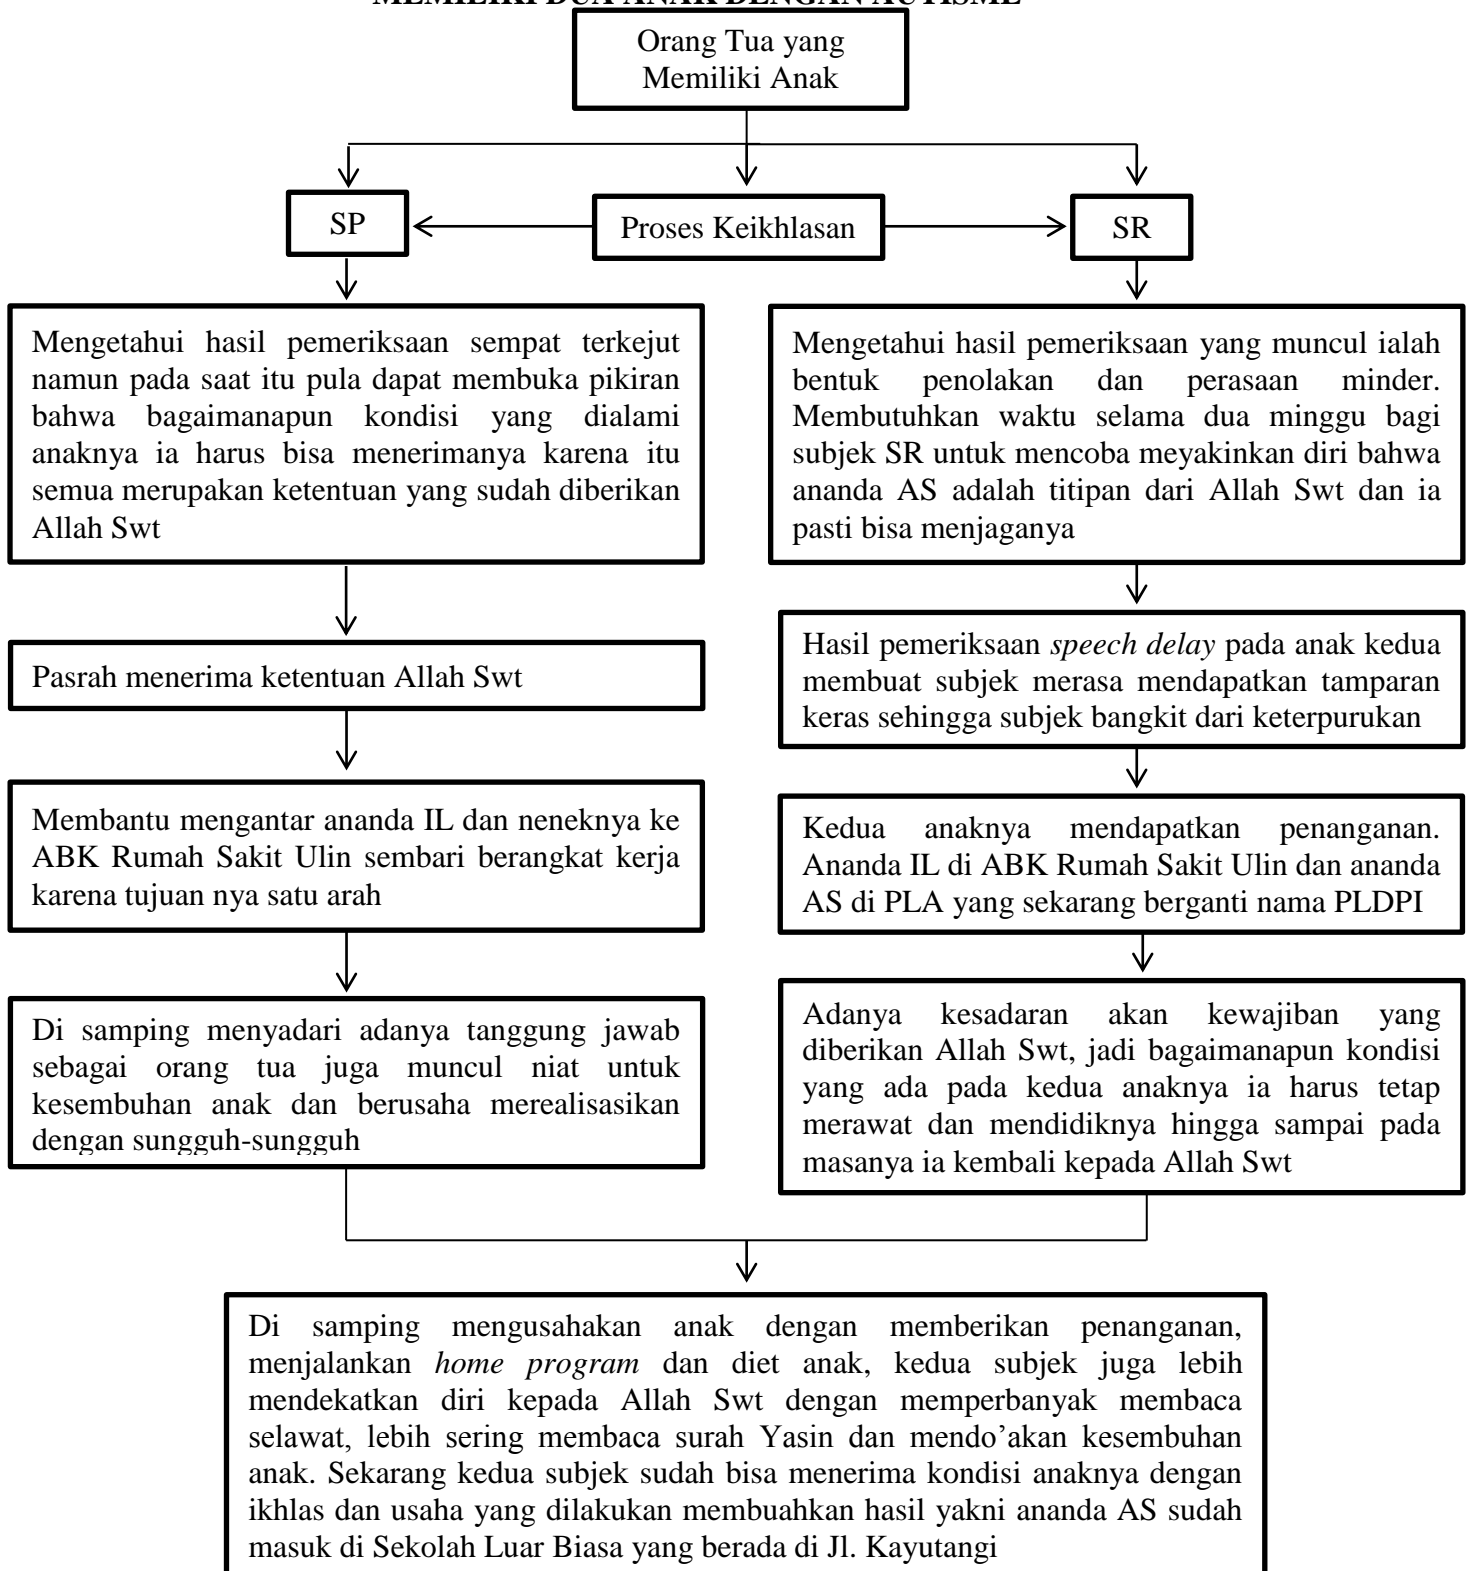 MEMILIKI DUA ANAK DENGAN AUTISME
Orang Tua yang
Memiliki Anak
SP
Proses Keikhlasan
SR
Mengetahui hasil pemeriksaan sempat terkejut
namun pada saat itu pula dapat membuka pikiran
bahwa bagaimanapun kondisi yang dialami
anaknya ia harus bisa menerimanya karena itu
semua merupakan ketentuan yang sudah diberikan
Allah Swt
Mengetahui hasil pemeriksaan yang muncul ialah
bentuk penolakan dan perasaan minder.
Membutuhkan waktu selama dua minggu bagi
subjek SR untuk mencoba meyakinkan diri bahwa
ananda AS adalah titipan dari Allah Swt dan ia
pasti bisa menjaganya
Pasrah menerima ketentuan Allah Swt
Hasil pemeriksaan speech delay pada anak kedua
membuat subjek merasa mendapatkan tamparan
keras sehingga subjek bangkit dari keterpurukan
Membantu mengantar ananda IL dan neneknya ke
ABK Rumah Sakit Ulin sembari berangkat kerja
karena tujuan nya satu arah
Kedua anaknya mendapatkan penanganan.
Ananda IL di ABK Rumah Sakit Ulin dan ananda
AS di PLA yang sekarang berganti nama PLDPI
Di samping menyadari adanya tanggung jawab
sebagai orang tua juga muncul niat untuk
kesembuhan anak dan berusaha merealisasikan
dengan sungguh-sungguh
Adanya kesadaran akan kewajiban yang
diberikan Allah Swt, jadi bagaimanapun kondisi
yang ada pada kedua anaknya ia harus tetap
merawat dan mendidiknya hingga sampai pada
masanya ia kembali kepada Allah Swt
Di samping mengusahakan anak dengan memberikan penanganan,
menjalankan home program dan diet anak, kedua subjek juga lebih
mendekatkan diri kepada Allah Swt dengan memperbanyak membaca
selawat, lebih sering membaca surah Yasin dan mendo’akan kesembuhan
anak. Sekarang kedua subjek sudah bisa menerima kondisi anaknya dengan
ikhlas dan usaha yang dilakukan membuahkan hasil yakni ananda AS sudah
masuk di Sekolah Luar Biasa yang berada di Jl. Kayutangi